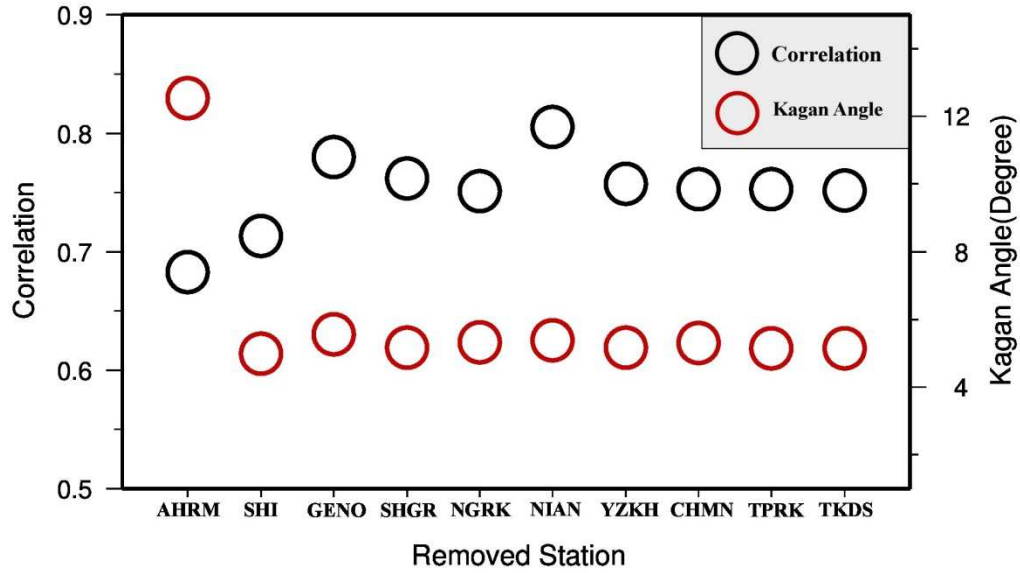 0.9
0.8
0.7
0.6
0.5
Correlation
Correlation
Kagan Angle
12
8
4
Kagan Angle(Degree)
AHRM SHI GENO SHGR NGRK NIAN YZKH CHMN TPRK TKDS
Removed Station